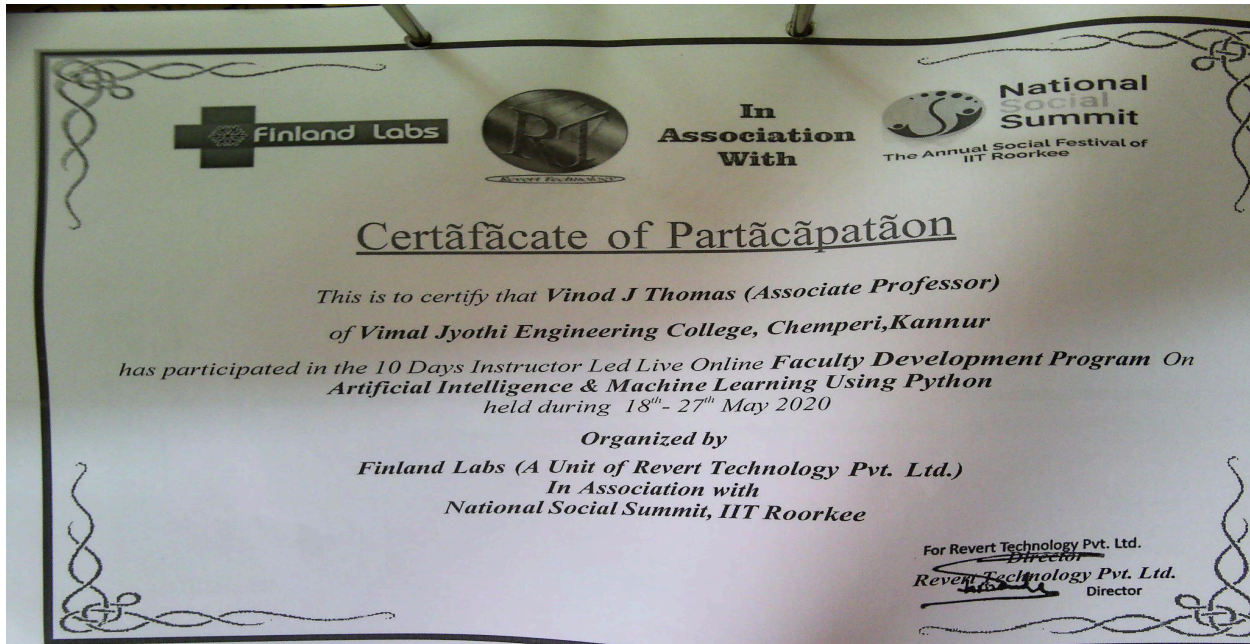 Finland Labs
RT
Revert Technology
In
Association
With
National
Social
Summit
The Annual Social Festival of
IIT Roorkee
Certãfãcate of Partãcãpatãon
This is to certify that Vinod J Thomas (Associate Professor)
of Vimal Jyothi Engineering College, Chemperi,Kannur
has participated in the 10 Days Instructor Led Live Online Faculty Development Program On
Artificial Intelligence & Machine Learning Using Python
held during 18th- 27th May 2020
Organized by
Finland Labs (A Unit of Revert Technology Pvt. Ltd.)
In Association with
National Social Summit, IIT Roorkee
For Revert Technology Pvt. Ltd.
Director
Revert Technology Pvt. Ltd.
Director